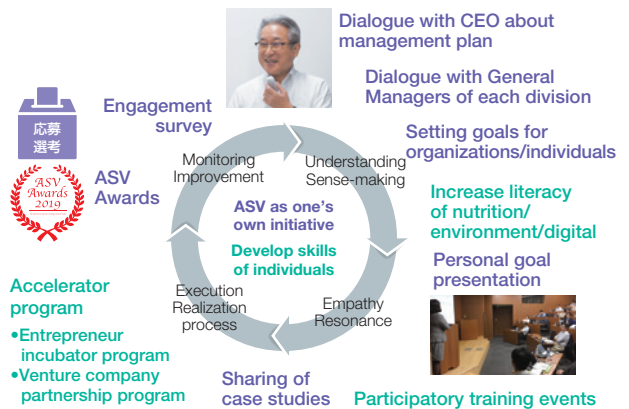 Dialogue with CEO about
management plan
Dialogue with General
Managers of each division
Engagement
survey
応募
選考
Setting goals for
organizations/individuals
Monitoring
Improvement
Understanding
Sense-making
ASV
Awards
2019
ASV
Awards
ASV as one's
own initiative
Increase literacy
of nutrition/
environment/digital
Develop skills
of individuals
Personal goal
presentation
Accelerator
program
Execution
Realization
process
Empathy
Resonance
•Entrepreneur
incubator program
•Venture company
partnership program
Sharing of
case studies
Participatory training events